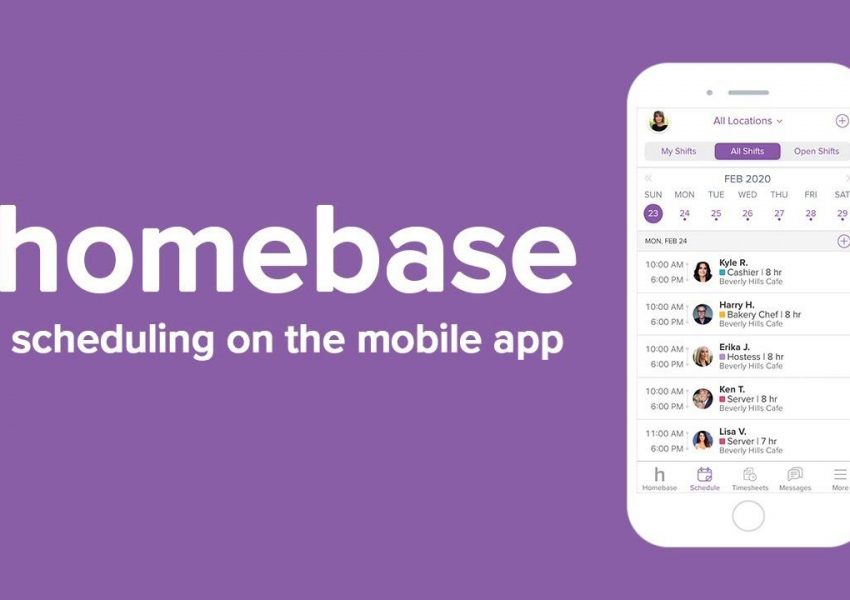 homebase
scheduling on the mobile app
All Locations
My Shifts All Shifts Open Shifts
FEB 2020
SUN MON TUE WED THU FRI SAT
23 24 25 26 27 28 29
MON, FEB 24
10:00 AM
6:00 PM
Kyle R.
Cashier | 8 hr
Beverly Hills Cafe
10:00 AM
6:00 PM
Harry H.
Bakery Chef | 8 hr
Beverly Hills Cafe
10:00 AM
6:00 PM
Erika J.
Hostess | 8 hr
Beverly Hills Cafe
10:00 AM
6:00 PM
Ken T.
Server | 8 hr
Beverly Hills Cafe
11:00 AM
6:00 PM
Lisa V.
Server | 7 hr
Beverly Hills Cafe
h
Homebase Schedule Timesheets Messages More